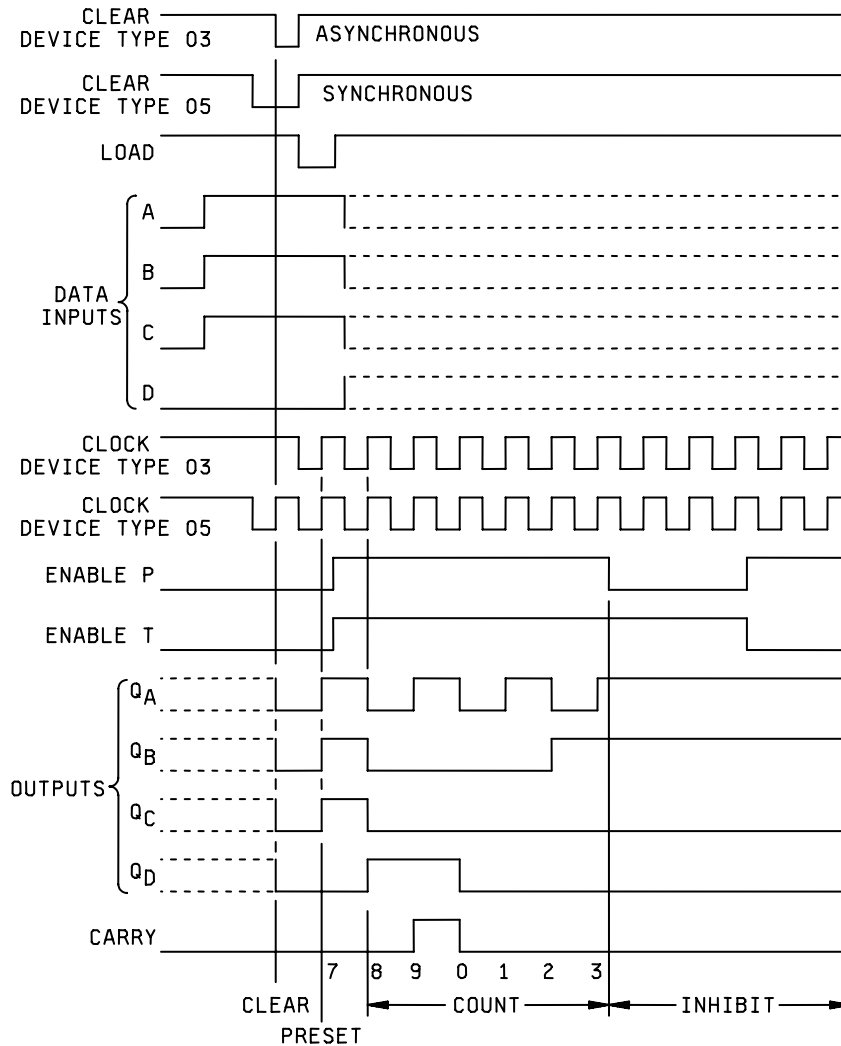 CLEAR
DEVICE TYPE 03
ASYNCHRONOUS
CLEAR
DEVICE TYPE 05
SYNCHRONOUS
LOAD
DATA
INPUTS
A
B
C
D
CLOCK
DEVICE TYPE 03
CLOCK
DEVICE TYPE 05
ENABLE P
ENABLE T
OUTPUTS
QA
QB
QC
QD
CARRY
7 8 9 0 1 2 3
CLEAR
COUNT
INHIBIT
PRESET